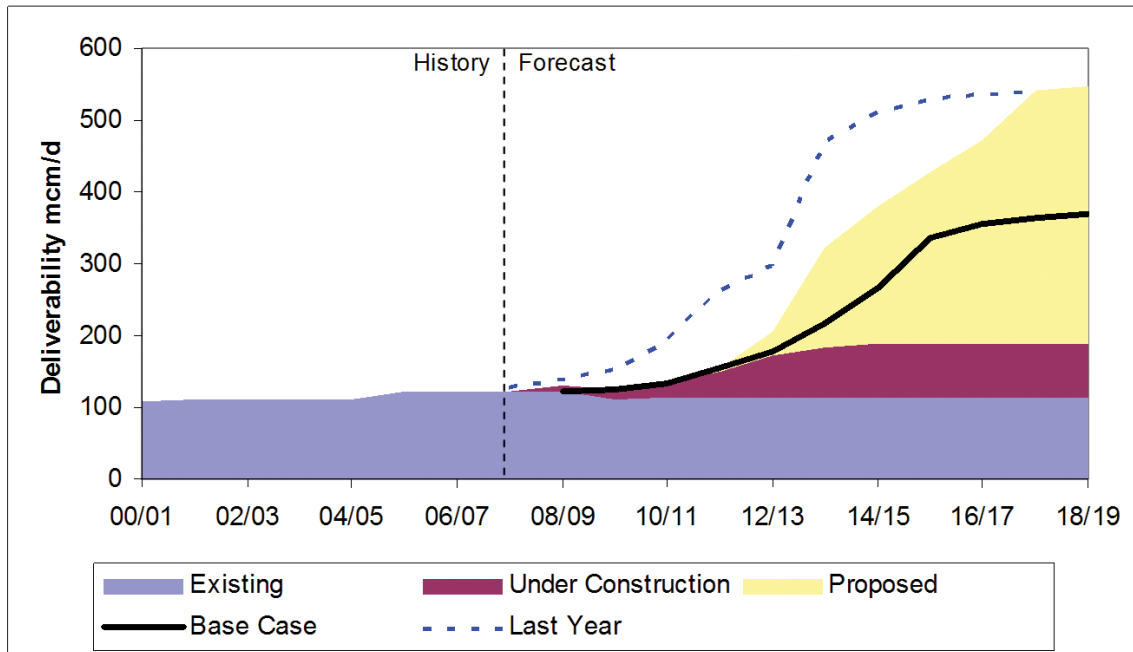 Deliverability mcm/d
600
500
400
300
200
100
0
History
Forecast
00/01 02/03 04/05 06/07 08/09 10/11 12/13 14/15 16/17 18/19
Existing Under Construction Proposed
Base Case Last Year